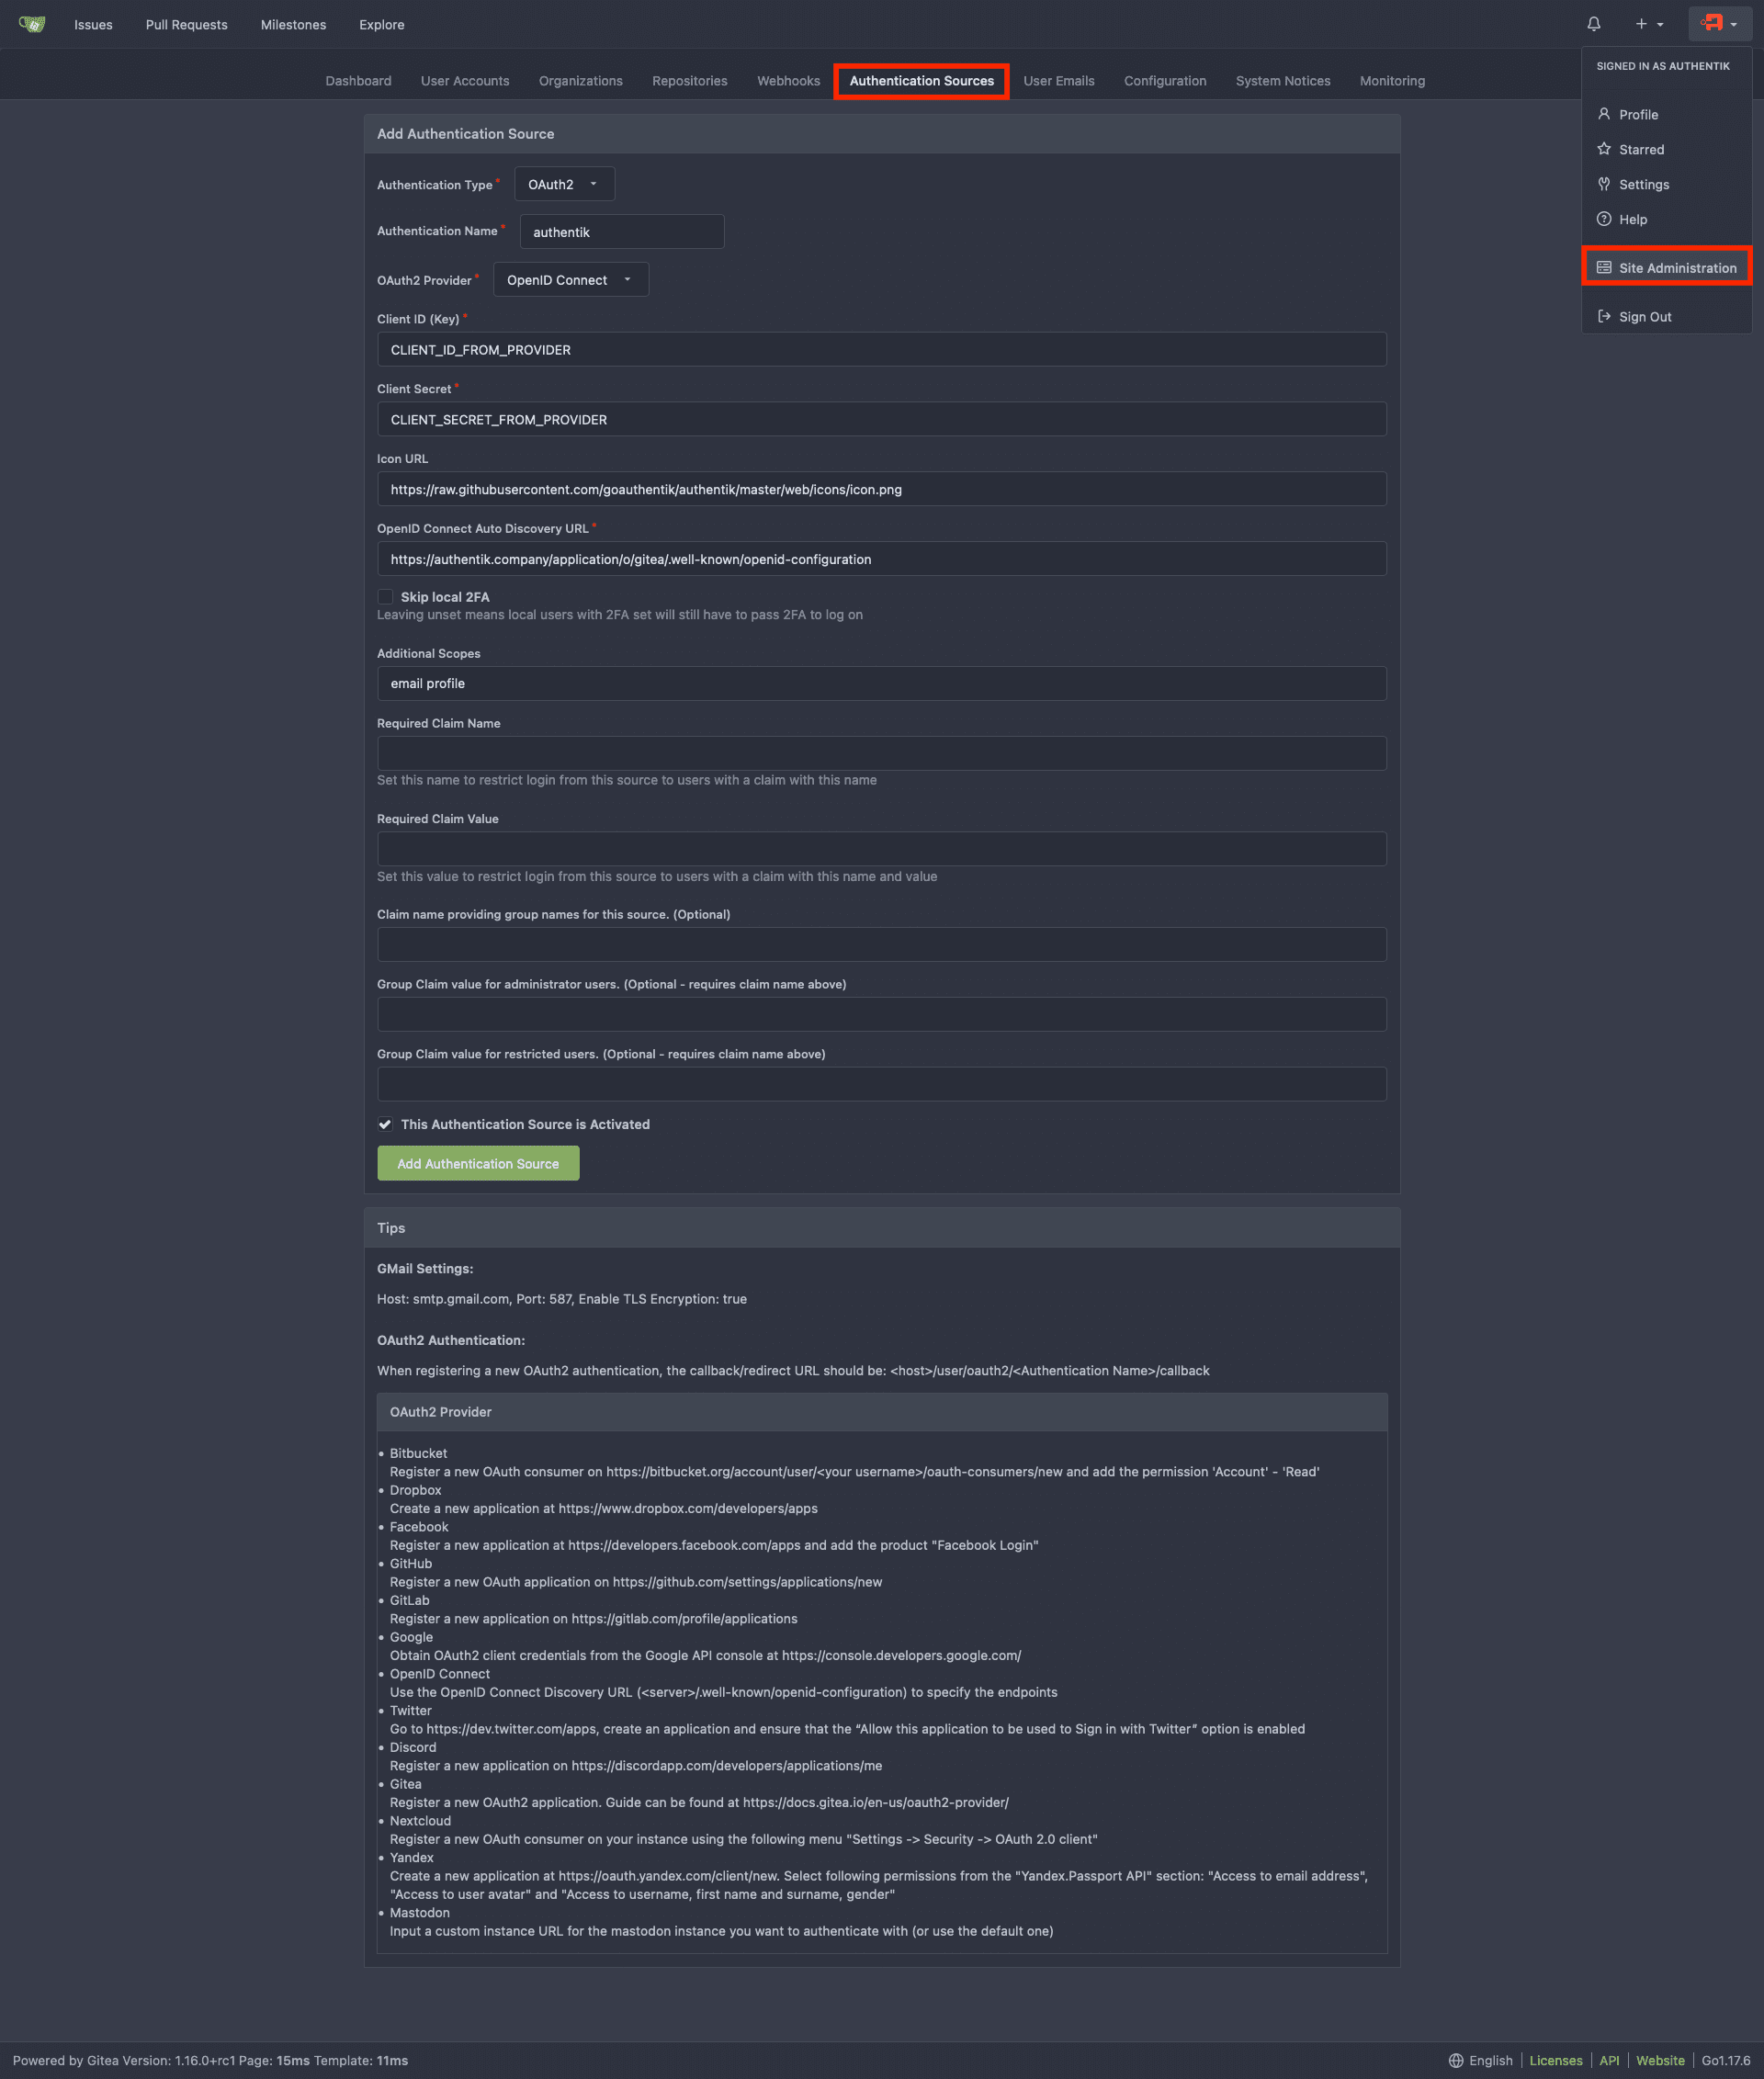 Issues Pull Requests Milestones Explore
SIGNED IN AS AUTHENTIK
Profile
Starred
Settings
Help
Site Administration
Sign Out
Dashboard User Accounts Organizations Repositories Webhooks Authentication Sources User Emails Configuration System Notices Monitoring
Add Authentication Source
Authentication Type* OAuth2
Authentication Name* authentik
OAuth2 Provider* OpenID Connect
Client ID (Key)*
CLIENT_ID_FROM_PROVIDER
Client Secret*
CLIENT_SECRET_FROM_PROVIDER
Icon URL
https://raw.githubusercontent.com/goauthentik/authentik/master/web/icons/icon.png
OpenID Connect Auto Discovery URL*
https://authentik.company/application/o/gitea/.well-known/openid-configuration
Skip local 2FA
Leaving unset means local users with 2FA set will still have to pass 2FA to log on
Additional Scopes
email profile
Required Claim Name
Set this name to restrict login from this source to users with a claim with this name
Required Claim Value
Set this value to restrict login from this source to users with a claim with this name and value
Claim name providing group names for this source. (Optional)
Group Claim value for administrator users. (Optional - requires claim name above)
Group Claim value for restricted users. (Optional - requires claim name above)
This Authentication Source is Activated
Add Authentication Source
Tips
GMail Settings:
Host: smtp.gmail.com, Port: 587, Enable TLS Encryption: true
OAuth2 Authentication:
When registering a new OAuth2 authentication, the callback/redirect URL should be: <host>/user/oauth2/<Authentication Name>/callback
OAuth2 Provider
• Bitbucket
Register a new OAuth consumer on https://bitbucket.org/account/user/<your username>/oauth-consumers/new and add the permission 'Account' - 'Read'
• Dropbox
Create a new application at https://www.dropbox.com/developers/apps
• Facebook
Register a new application at https://developers.facebook.com/apps and add the product "Facebook Login"
• GitHub
Register a new OAuth application on https://github.com/settings/applications/new
• GitLab
Register a new application on https://gitlab.com/profile/applications
• Google
Obtain OAuth2 client credentials from the Google API console at https://console.developers.google.com/
• OpenID Connect
Use the OpenID Connect Discovery URL (<server>/.well-known/openid-configuration) to specify the endpoints
• Twitter
Go to https://dev.twitter.com/apps, create an application and ensure that the “Allow this application to be used to Sign in with Twitter” option is enabled
• Discord
Register a new application on https://discordapp.com/developers/applications/me
• Gitea
Register a new OAuth2 application. Guide can be found at https://docs.gitea.io/en-us/oauth2-provider/
• Nextcloud
Register a new OAuth consumer on your instance using the following menu "Settings -> Security -> OAuth 2.0 client"
• Yandex
Create a new application at https://oauth.yandex.com/client/new. Select following permissions from the "Yandex.Passport API" section: "Access to email address",
"Access to user avatar" and "Access to username, first name and surname, gender"
• Mastodon
Input a custom instance URL for the mastodon instance you want to authenticate with (or use the default one)
Powered by Gitea Version: 1.16.0+rc1 Page: 15ms Template: 11ms English Licenses API Website Go1.17.6